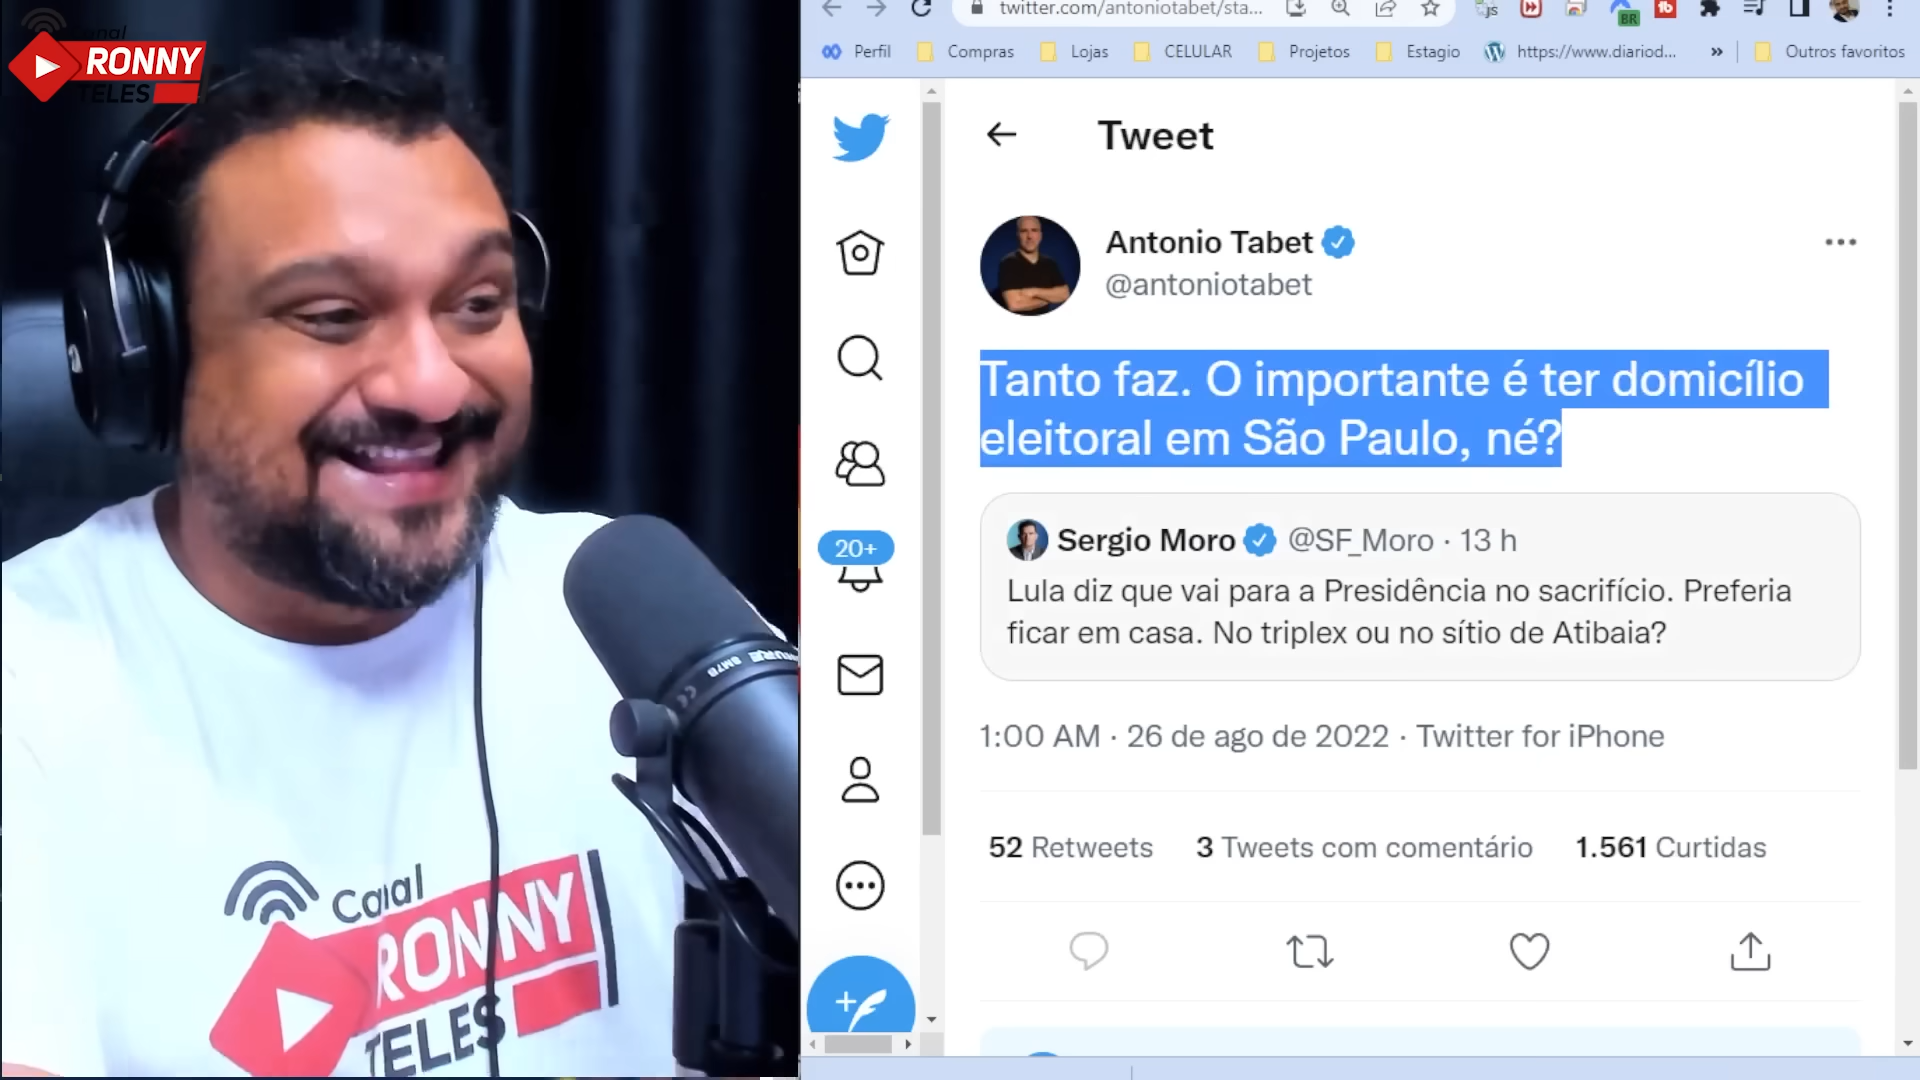 Canal
RONNY
TELES
Canal
RONNY
TELES
twitter.com/antoniotabet/sta...
Perfil
Compras
Lojas
CELULAR
Projetos
Estagio
https://www.diariod...
»
Outros favoritos
BR
Tweet
Antonio Tabet
@antoniotabet
Tanto faz. O importante é ter domicílio
eleitoral em São Paulo, né?
Sergio Moro @SF_Moro · 13 h
Lula diz que vai para a Presidência no sacrifício. Preferia
ficar em casa. No triplex ou no sítio de Atibaia?
1:00 AM · 26 de ago de 2022 · Twitter for iPhone
52 Retweets 3 Tweets com comentário 1.561 Curtidas
20+